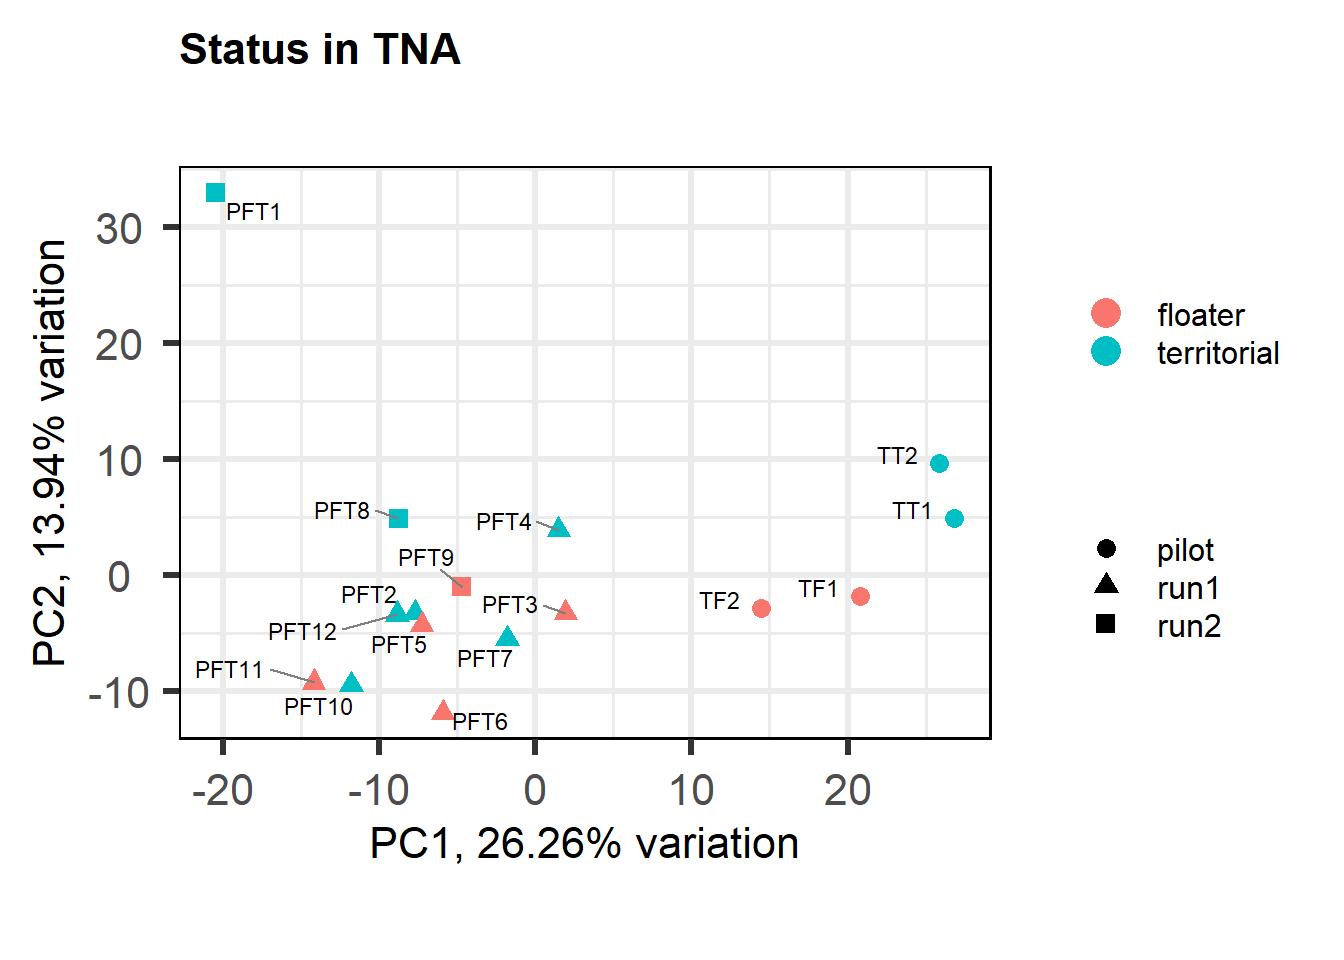 Status in TNA
PFT1
30
20
10
0
-10
PC2, 13.94% variation
TT2
TT1
PFT8
PFT4
PFT9
PFT2
PFT3
TF2
TF1
PFT12
PFT5
PFT7
PFT11
PFT10
PFT6
-20
-10
0
10
20
PC1, 26.26% variation
floater
territorial
pilot
run1
run2